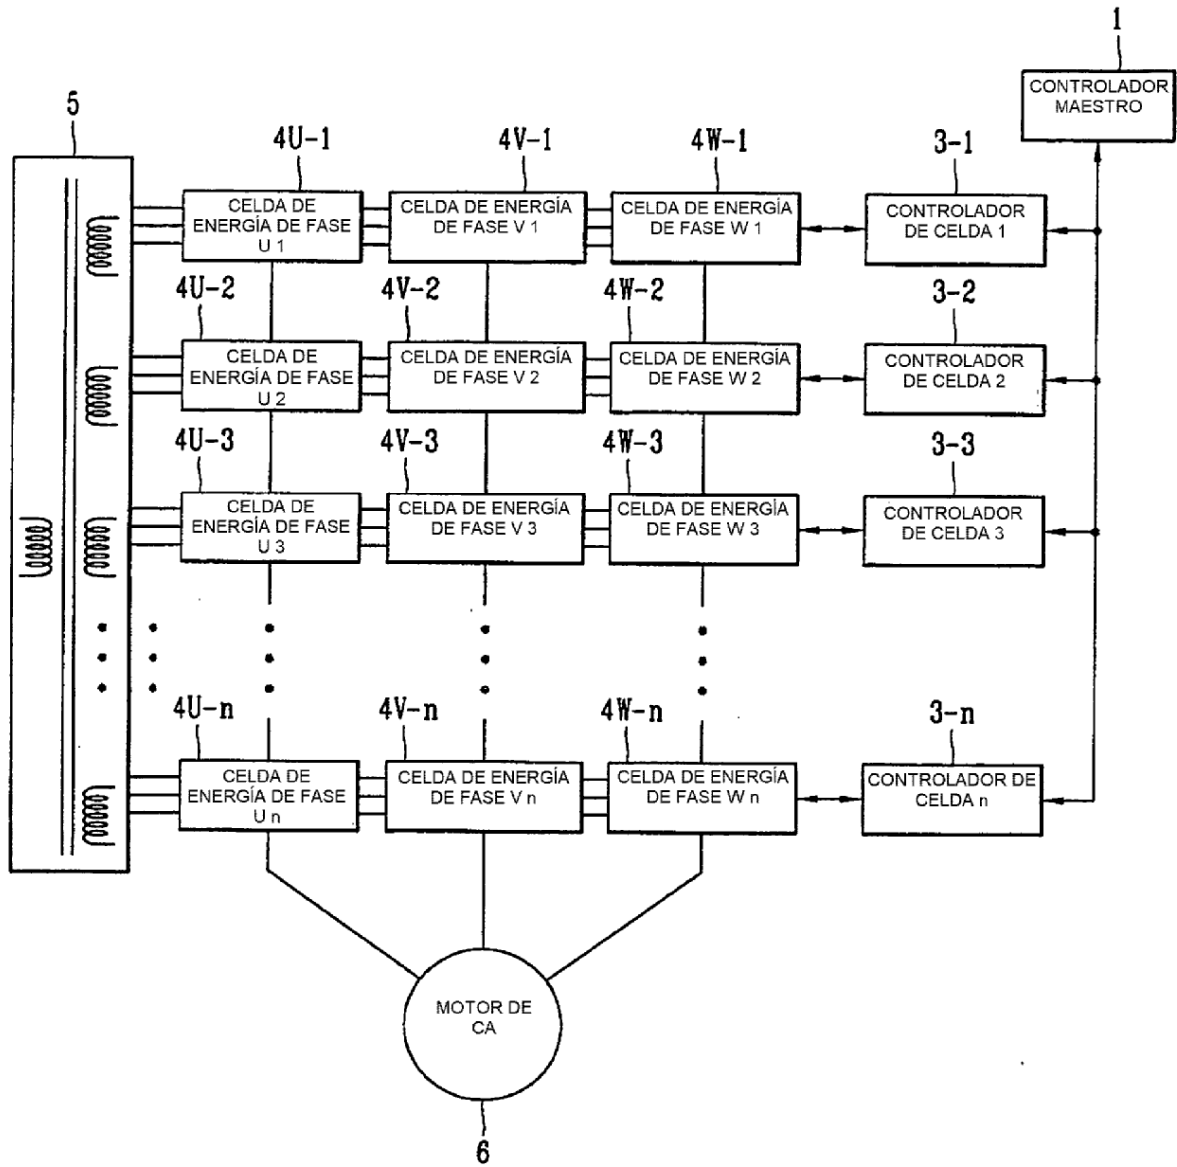 1
CONTROLADOR
MAESTRO
5
4U-1
4V-1
4W-1
3-1
CELDA DE
ENERGÍA DE FASE
U 1
CELDA DE ENERGÍA
DE FASE V 1
CELDA DE ENERGÍA
DE FASE W 1
CONTROLADOR
DE CELDA 1
4U-2
4V-2
4W-2
3-2
CELDA DE
ENERGÍA DE FASE
U 2
CELDA DE ENERGÍA
DE FASE V 2
CELDA DE ENERGÍA
DE FASE W 2
CONTROLADOR
DE CELDA 2
4U-3
4V-3
4W-3
3-3
CELDA DE
ENERGÍA DE FASE
U 3
CELDA DE ENERGÍA
DE FASE V 3
CELDA DE ENERGÍA
DE FASE W 3
CONTROLADOR
DE CELDA 3
4U-n
4V-n
4W-n
3-n
CELDA DE
ENERGÍA DE FASE
U n
CELDA DE ENERGÍA
DE FASE V n
CELDA DE ENERGÍA
DE FASE W n
CONTROLADOR DE
CELDA n
MOTOR DE
CA
6